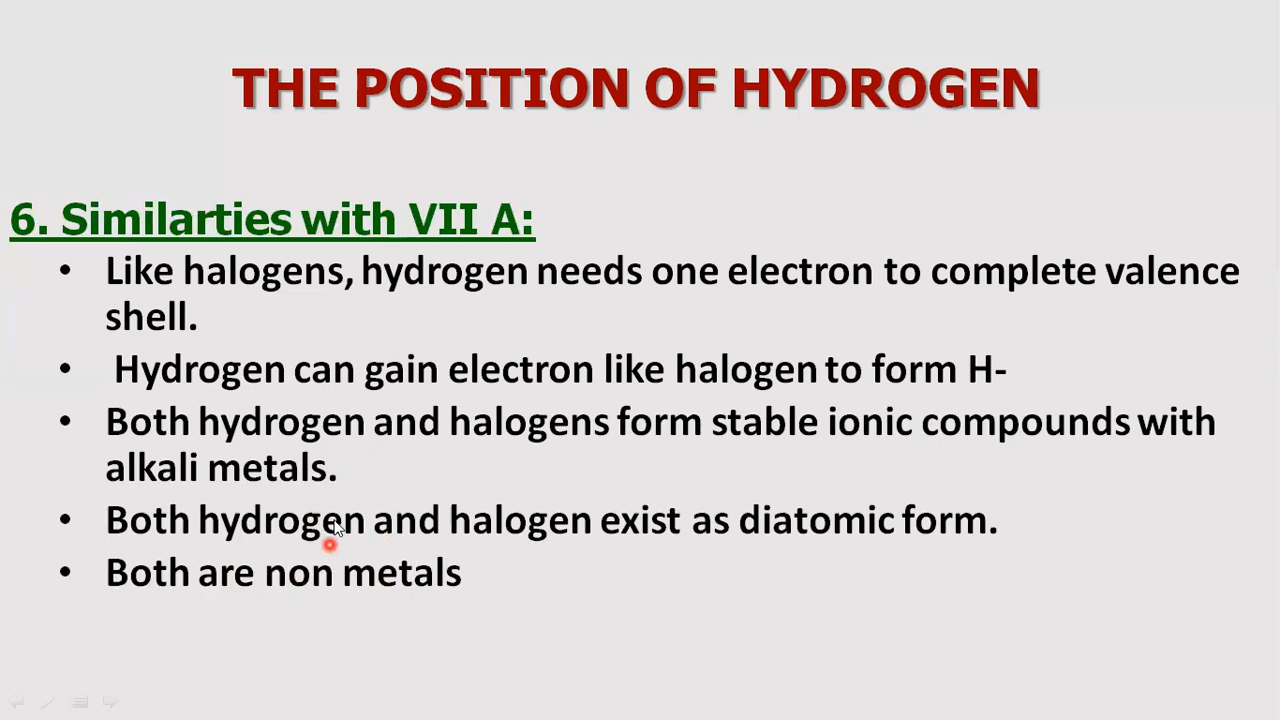 THE POSITION OF HYDROGEN
6. Similarties with VII A:
• Like halogens, hydrogen needs one electron to complete valence
shell.
• Hydrogen can gain electron like halogen to form H-
• Both hydrogen and halogens form stable ionic compounds with
alkali metals.
• Both hydrogen and halogen exist as diatomic form.
• Both are non metals